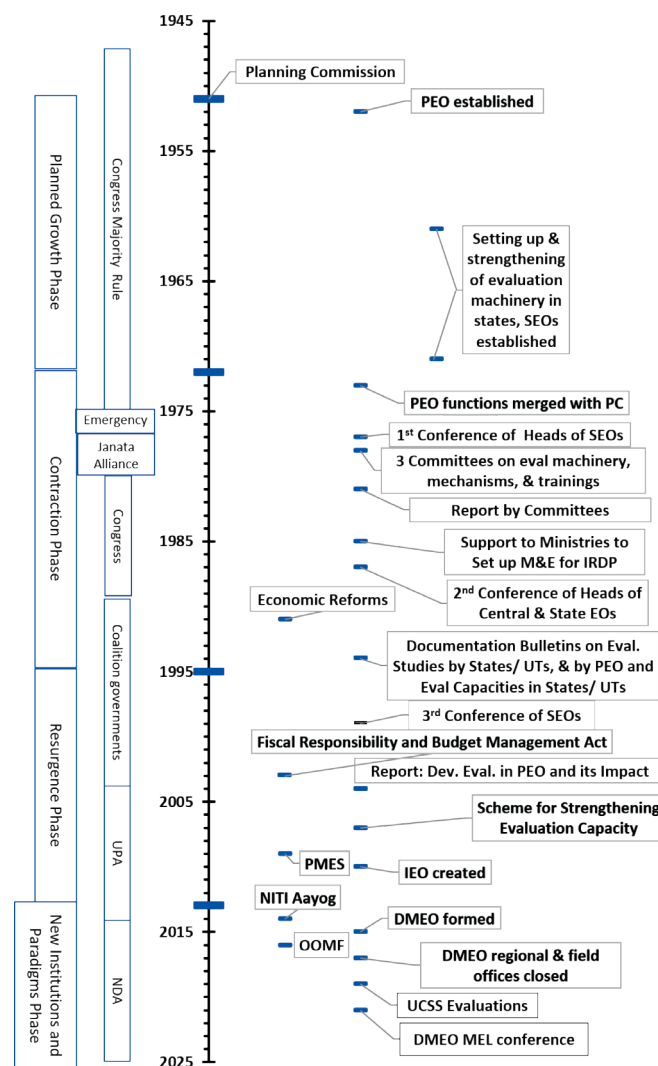 1945
Planning Commission
PEO established
1955
Setting up &
strengthening
of evaluation
machinery in
states, SEOs
established
1965
PEO functions merged with PC
1975
1st Conference of Heads of SEOs
3 Committees on eval machinery,
mechanisms, & trainings
Report by Committees
Support to Ministries to
Set up M&E for IRDP
1985
2nd Conference of Heads of
Central & State EOs
Economic Reforms
Documentation Bulletins on Eval.
Studies by States/ UTs, & by PEO and
Eval Capacities in States/ UTs
1995
3rd Conference of SEOs
Fiscal Responsibility and Budget Management Act
Report: Dev. Eval. in PEO and its Impact
2005
Scheme for Strengthening
Evaluation Capacity
PMES
IEO created
NITI Aayog
DMEO formed
2015
OOMF
DMEO regional & field
offices closed
UCSS Evaluations
DMEO MEL conference
2025
Planned Growth Phase
Contraction Phase
Resurgence Phase
New Institutions and
Paradigms Phase
Congress Majority Rule
Emergency
Janata
Alliance
Congress
Coalition governments
UPA
NDA